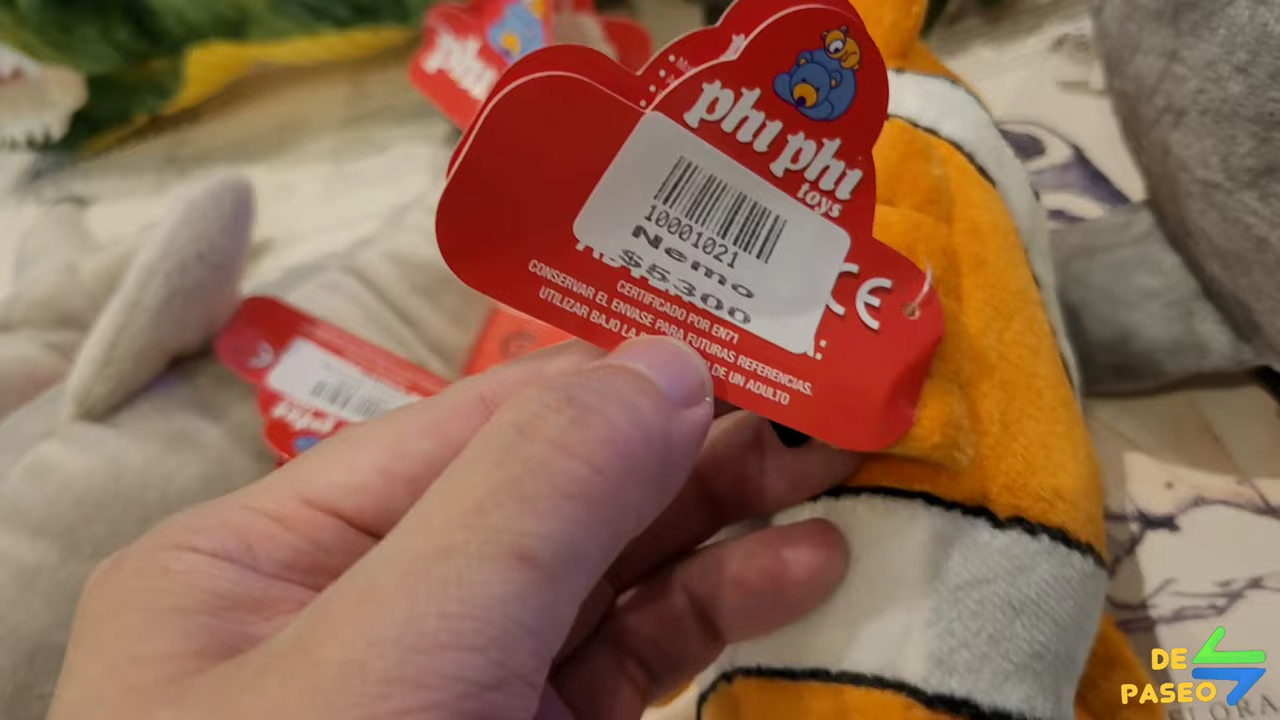 phi phi
toys
10001021
Nemo
$5300
CE
CERTIFICADO POR EN71
CONSERVAR EL ENVASE PARA FUTURAS REFERENCIAS.
UTILIZAR BAJO LA DE UN ADULTO
phi
DE
PASEO